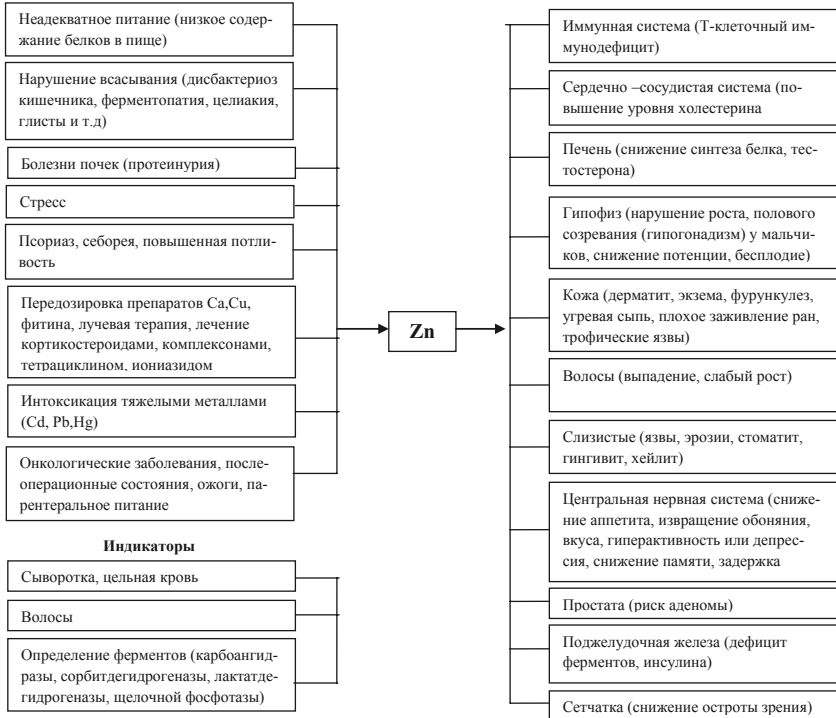 Неадекватное питание (низкое содер-
жание белков в пище)
Нарушение всасывания (дисбактериоз
кишечника, ферментопатия, целиакия,
глисты и т.д)
Болезни почек (протеинурия)
Стресс
Псориаз, себорея, повышенная потли-
вость
Передозировка препаратов Ca,Cu,
фитина, лучевая терапия, лечение
кортикостероидами, комплексонами,
тетрациклином, иониазидом
Интоксикация тяжелыми металлами
(Cd, Pb,Hg)
Онкологические заболевания, после-
операционные состояния, ожоги, па-
рентеральное питание
Индикаторы
Сыворотка, цельная кровь
Волосы
Определение ферментов (карбоангид-
разы, сорбитдегидрогеназы, лактатде-
гидрогеназы, щелочной фосфотазы)
Zn
Иммунная система (Т-клеточный им-
мунодефицит)
Сердечно –сосудистая система (по-
вышение уровня холестерина
Печень (снижение синтеза белка, тес-
тостерона)
Гипофиз (нарушение роста, полового
созревания (гипогонадизм) у мальчи-
ков, снижение потенции, бесплодие)
Кожа (дерматит, экзема, фурункулез,
угревая сыпь, плохое заживление ран,
трофические язвы)
Волосы (выпадение, слабый рост)
Слизистые (язвы, эрозии, стоматит,
гингивит, хейлит)
Центральная нервная система (сниже-
ние аппетита, извращение обоняния,
вкуса, гиперактивность или депрес-
сия, снижение памяти, задержка
Простата (риск аденомы)
Поджелудочная железа (дефицит
ферментов, инсулина)
Сетчатка (снижение остроты зрения)